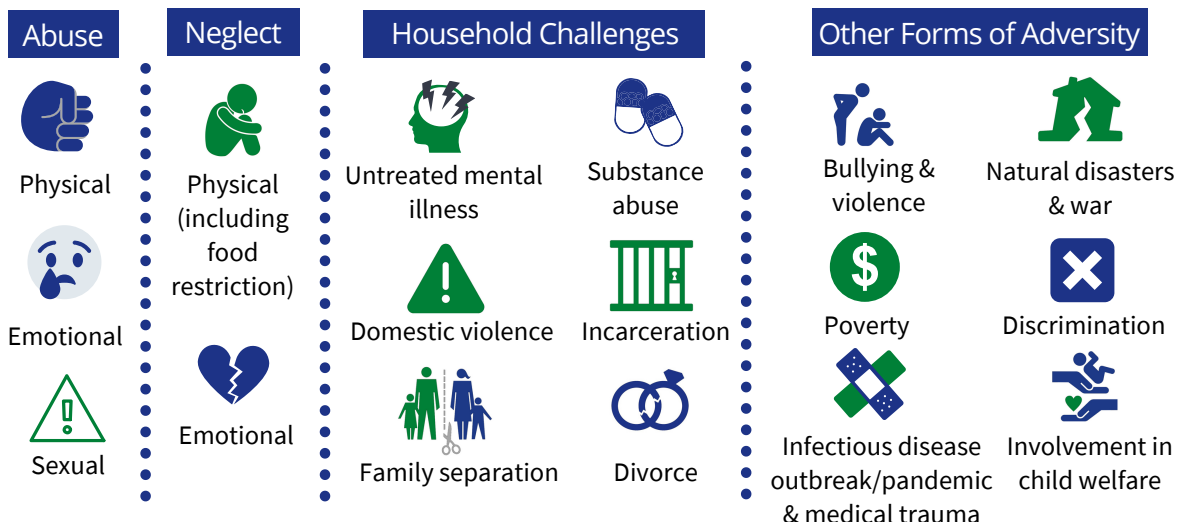 Abuse
Physical
Emotional
Sexual
Neglect
Physical
(including
food
restriction)
Emotional
Household Challenges
Untreated mental
illness
Substance
abuse
Domestic violence
Incarceration
Family separation
Divorce
Other Forms of Adversity
Bullying &
violence
Natural disasters
& war
$
Poverty
Discrimination
Infectious disease
outbreak/pandemic
& medical trauma
Involvement in
child welfare